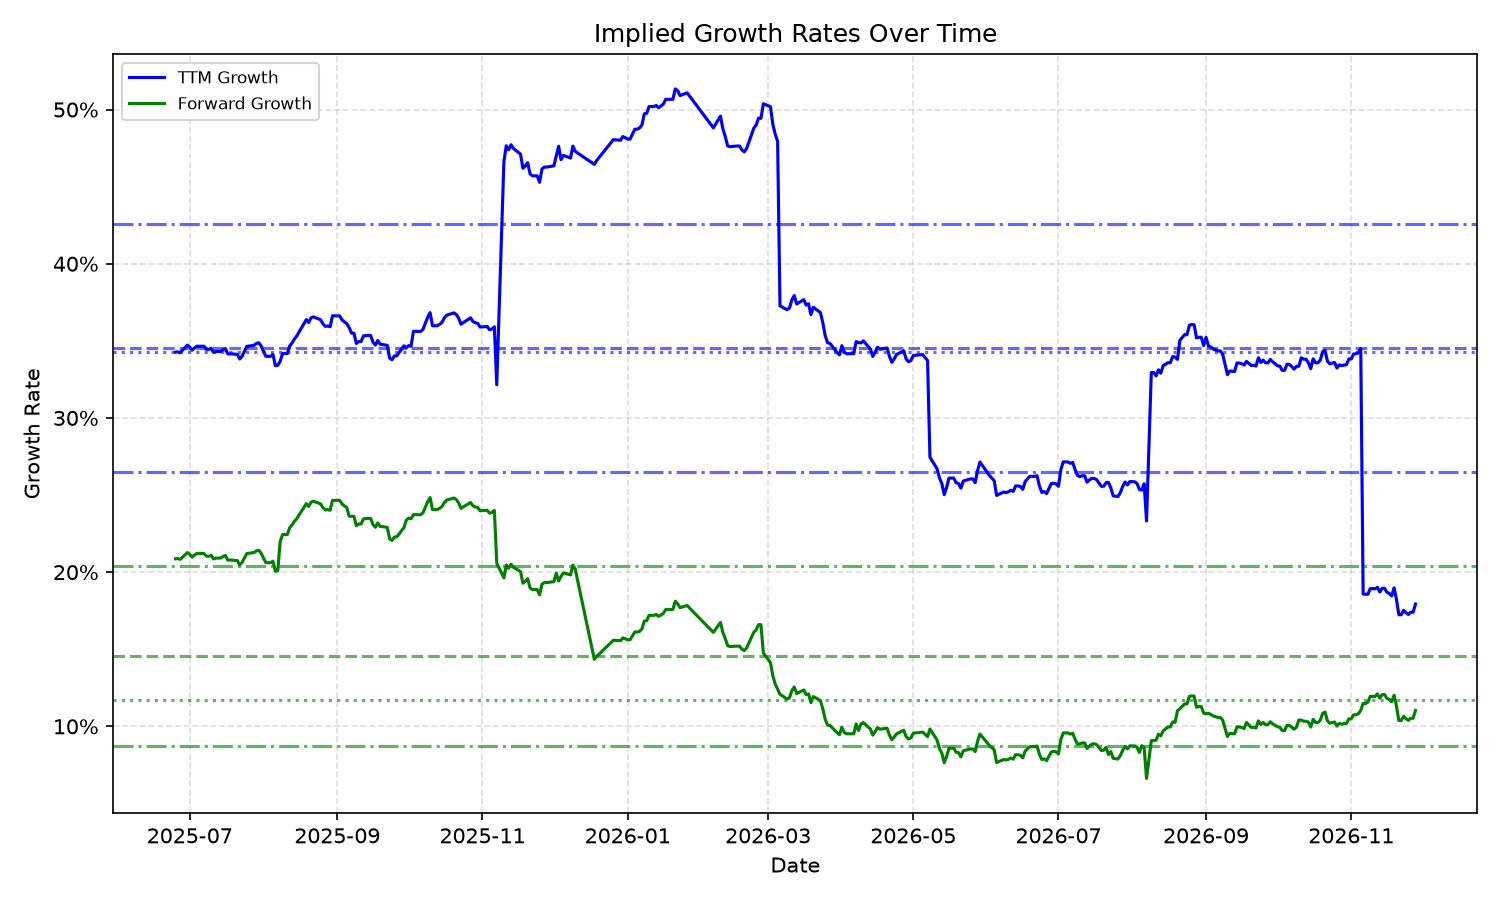 Implied Growth Rates Over Time
TTM Growth
Forward Growth
50%
40%
30%
20%
10%
Growth Rate
2025-07
2025-09
2025-11
2026-01
2026-03
2026-05
2026-07
2026-09
2026-11
Date